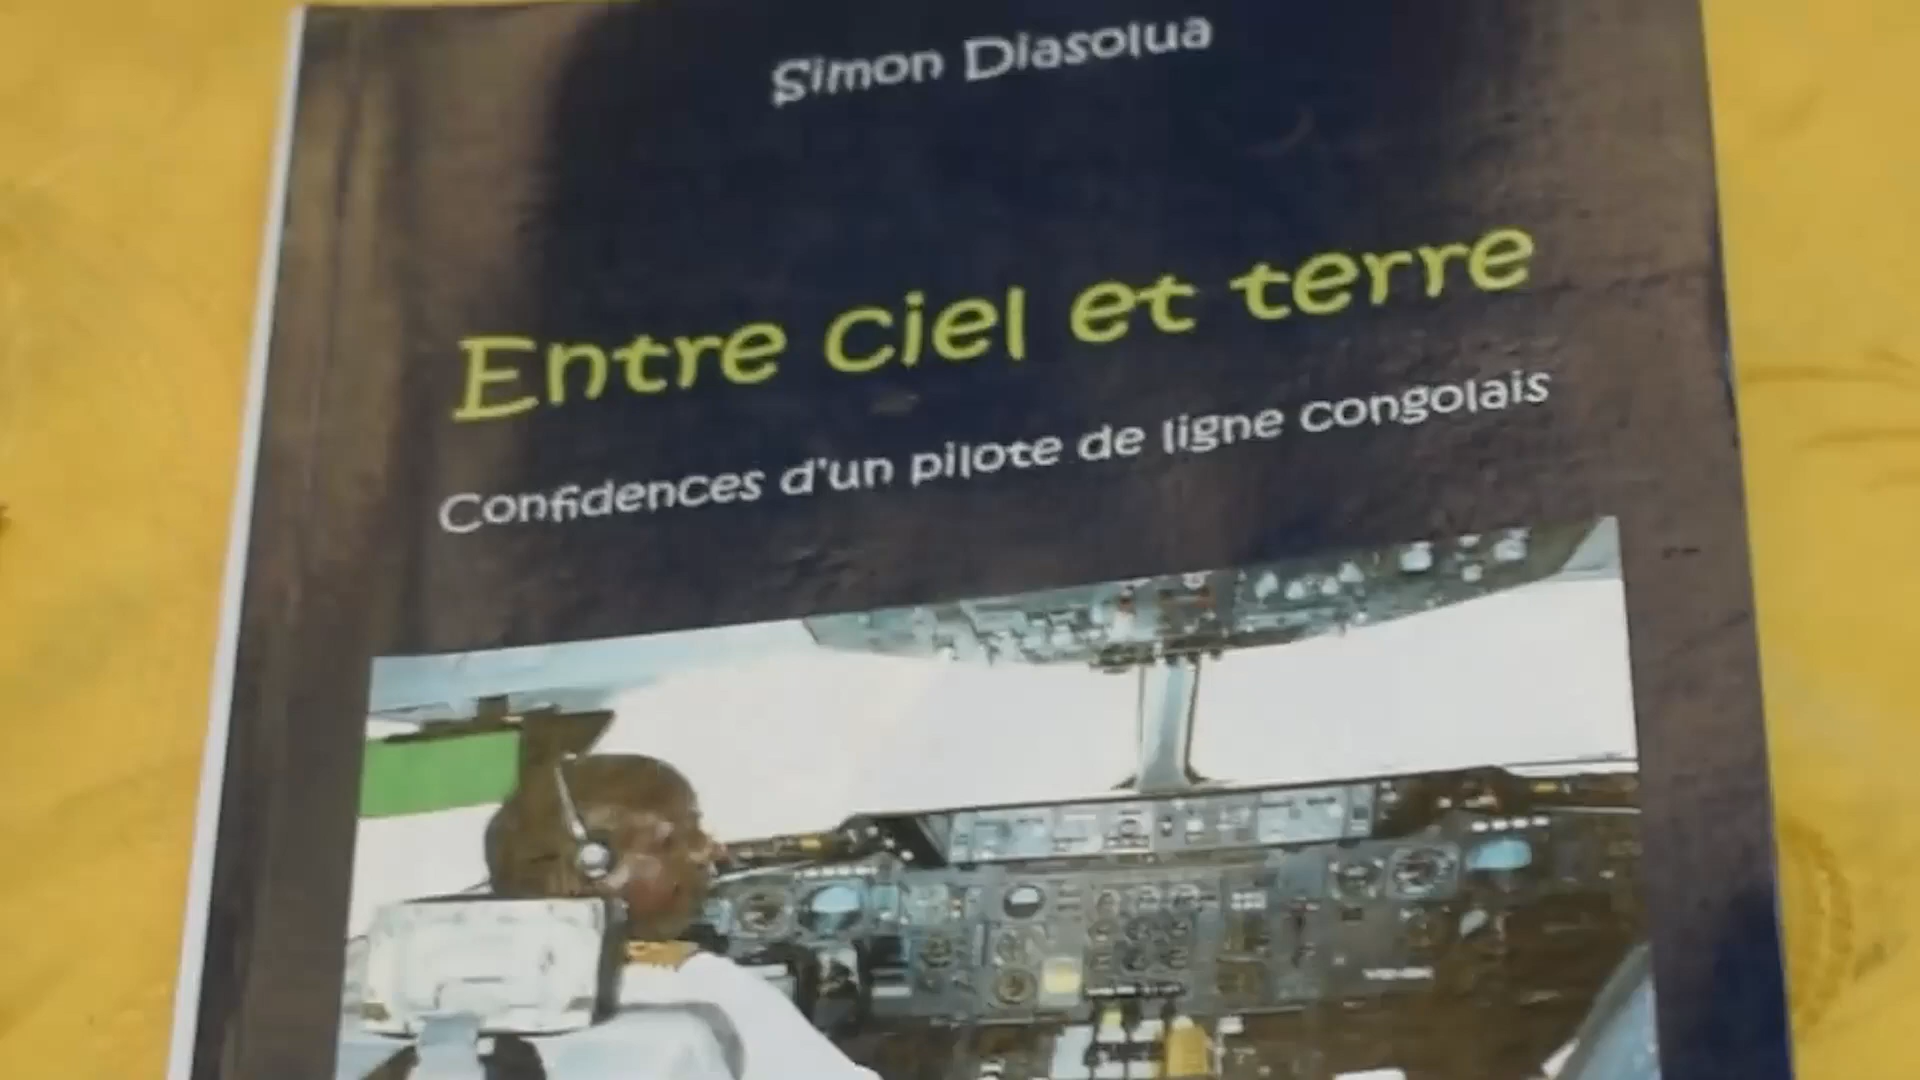 Simon Diasolua
Entre ciel et terre
Confidences d'un pilote de ligne congolais